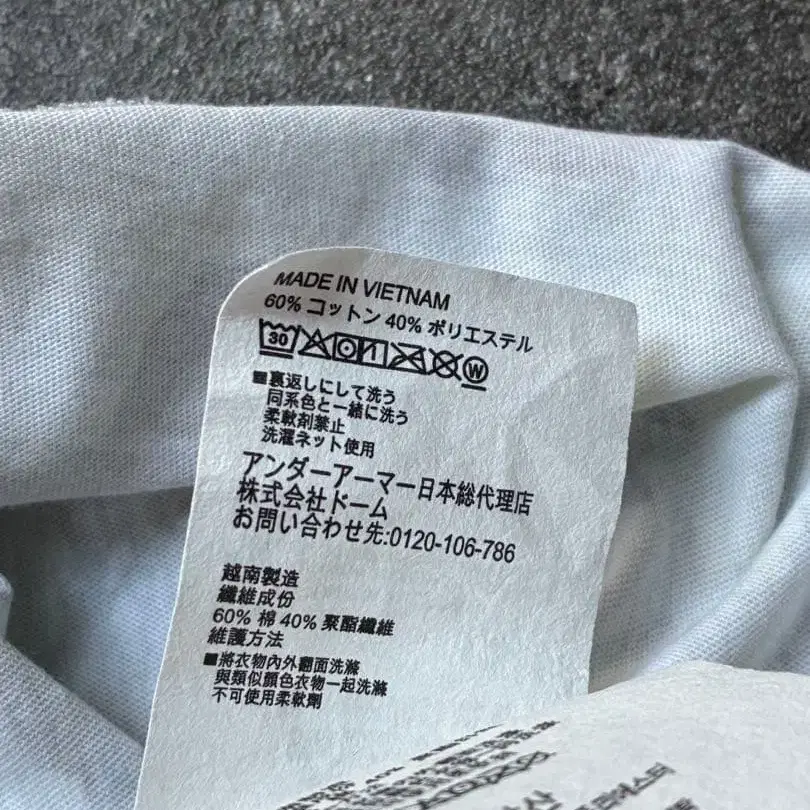 MADE IN VIETNAM
60% コットン 40% ポリエステル
30 W
■裏返しにして洗う
同系色と一緒に洗う
柔軟剤禁止
洗濯ネット使用
アンダーアーマー日本総代理店
株式会社ドーム
お問い合わせ先:0120-106-786
越南製造
纖維成份
60% 棉 40% 聚酯纖維
維護方法
■將衣物內外翻面洗滌
與類似顏色衣物一起洗滌
不可使用柔軟劑